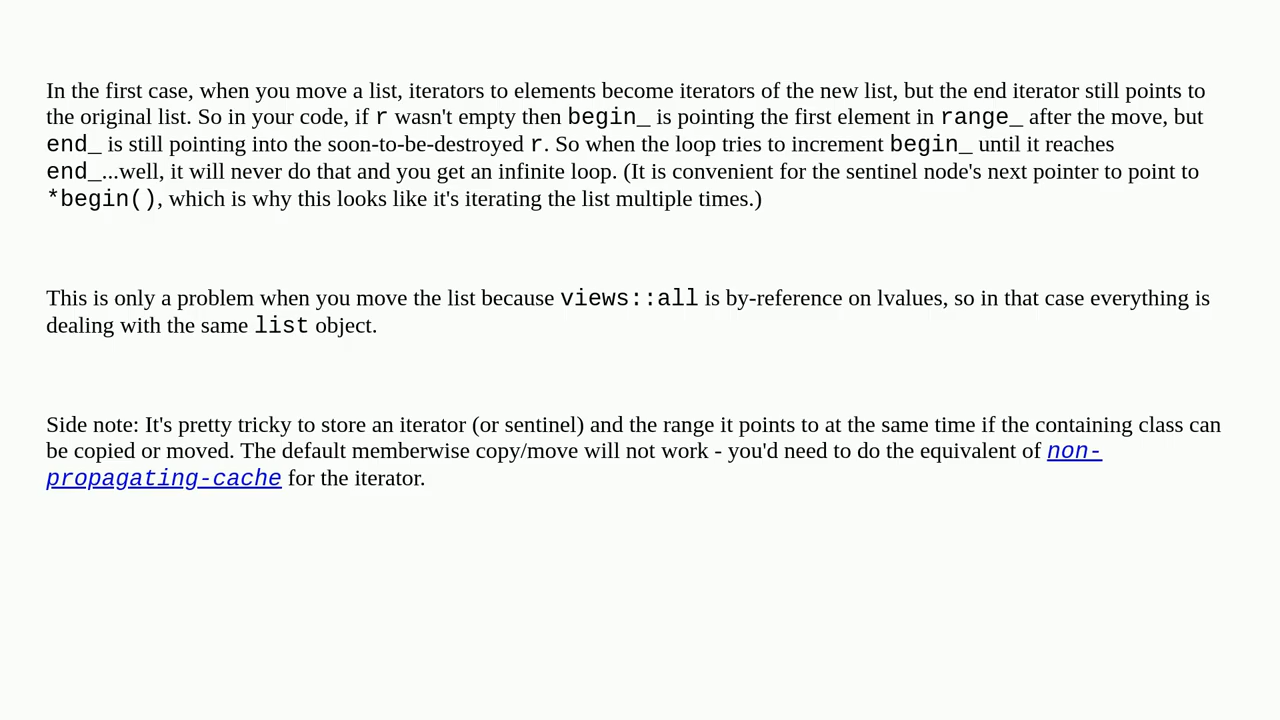 In the first case, when you move a list, iterators to elements become iterators of the new list, but the end iterator still points to
the original list. So in your code, if r wasn't empty then begin_ is pointing the first element in range_ after the move, but
end_ is still pointing into the soon-to-be-destroyed r. So when the loop tries to increment begin_ until it reaches
end_...well, it will never do that and you get an infinite loop. (It is convenient for the sentinel node's next pointer to point to
*begin(), which is why this looks like it's iterating the list multiple times.)
This is only a problem when you move the list because views::all is by-reference on lvalues, so in that case everything is
dealing with the same list object.
Side note: It's pretty tricky to store an iterator (or sentinel) and the range it points to at the same time if the containing class can
be copied or moved. The default memberwise copy/move will not work - you'd need to do the equivalent of non-
propagating-cache for the iterator.